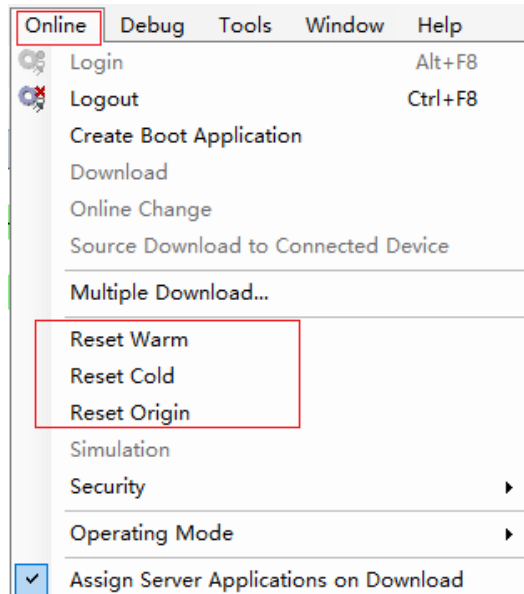 Online Debug Tools Window Help
Login Alt+F8
Logout Ctrl+F8
Create Boot Application
Download
Online Change
Source Download to Connected Device
Multiple Download...
Reset Warm
Reset Cold
Reset Origin
Simulation
Security
Operating Mode
Assign Server Applications on Download